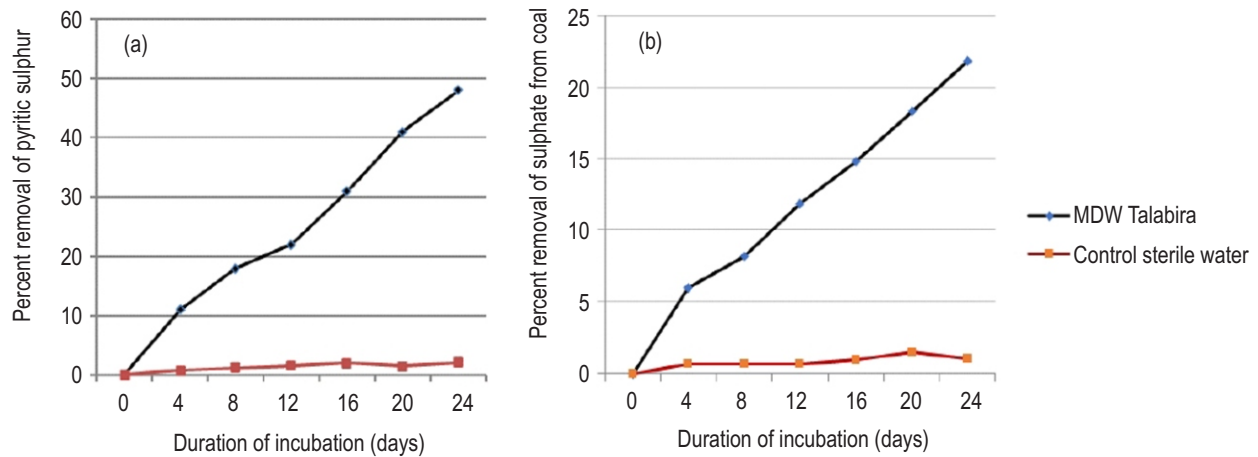 (a)
Percent removal of pyritic sulphur
60
50
40
30
20
10
0
0 4 8 12 16 20 24
Duration of incubation (days)
(b)
Percent removal of sulphate from coal
25
20
15
10
5
0
0 4 8 12 16 20 24
Duration of incubation (days)
MDW Talabira
Control sterile water